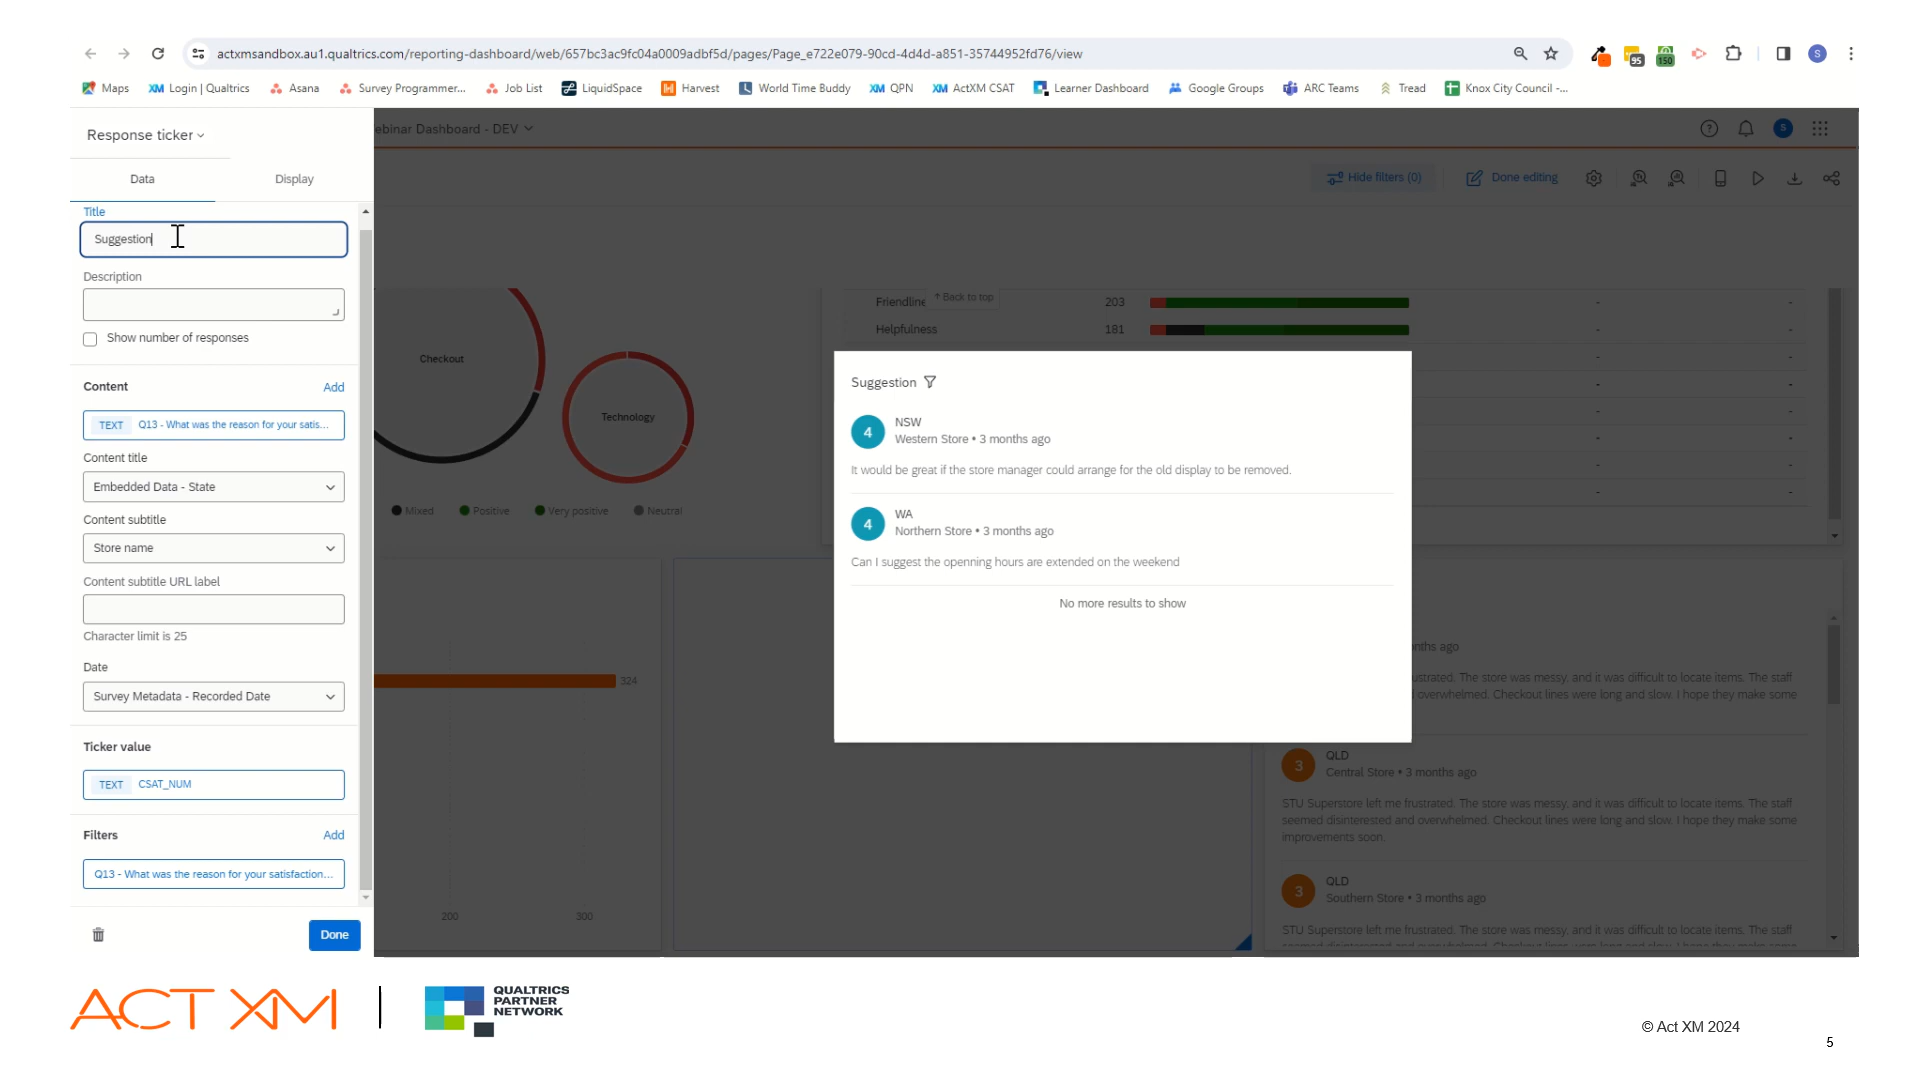 actxmsandbox.au1.qualtrics.com/reporting-dashboard/web/657bc3ac9fc04a0009adbf5d/pages/Page_e722e079-90cd-4d4d-a851-35744952fd76/view
95
150
S
Maps
XM Login | Qualtrics
Asana
Survey Programmer...
Job List
LiquidSpace
Harvest
World Time Buddy
XM QPN
XM ActXM CSAT
Learner Dashboard
Google Groups
ARC Teams
Tread
Knox City Council -...
Response ticker
ebinar Dashboard - DEV
S
Data
Display
Hide filters (0)
Done editing
Title
Suggestion
Description
Show number of responses
Content
Add
TEXT Q13 - What was the reason for your satis...
Content title
Embedded Data - State
Content subtitle
Store name
Content subtitle URL label
Character limit is 25
Date
Survey Metadata - Recorded Date
Ticker value
TEXT CSAT_NUM
Filters
Add
Q13 - What was the reason for your satisfaction...
Done
Checkout
Technology
Mixed
Positive
Very positive
Neutral
Friendline
↑ Back to top
203
Helpfulness
181
324
200
300
Suggestion
4
NSW
Western Store • 3 months ago
It would be great if the store manager could arrange for the old display to be removed.
4
WA
Northern Store • 3 months ago
Can I suggest the openning hours are extended on the weekend
No more results to show
nths ago
ustrated. The store was messy, and it was difficult to locate items. The staff
overwhelmed. Checkout lines were long and slow. I hope they make some
3
QLD
Central Store • 3 months ago
STU Superstore left me frustrated. The store was messy, and it was difficult to locate items. The staff
seemed disinterested and overwhelmed. Checkout lines were long and slow. I hope they make some
improvements soon.
3
QLD
Southern Store • 3 months ago
STU Superstore left me frustrated. The store was messy, and it was difficult to locate items. The staff
ACT XM
QUALTRICS
PARTNER
NETWORK
© Act XM 2024
5